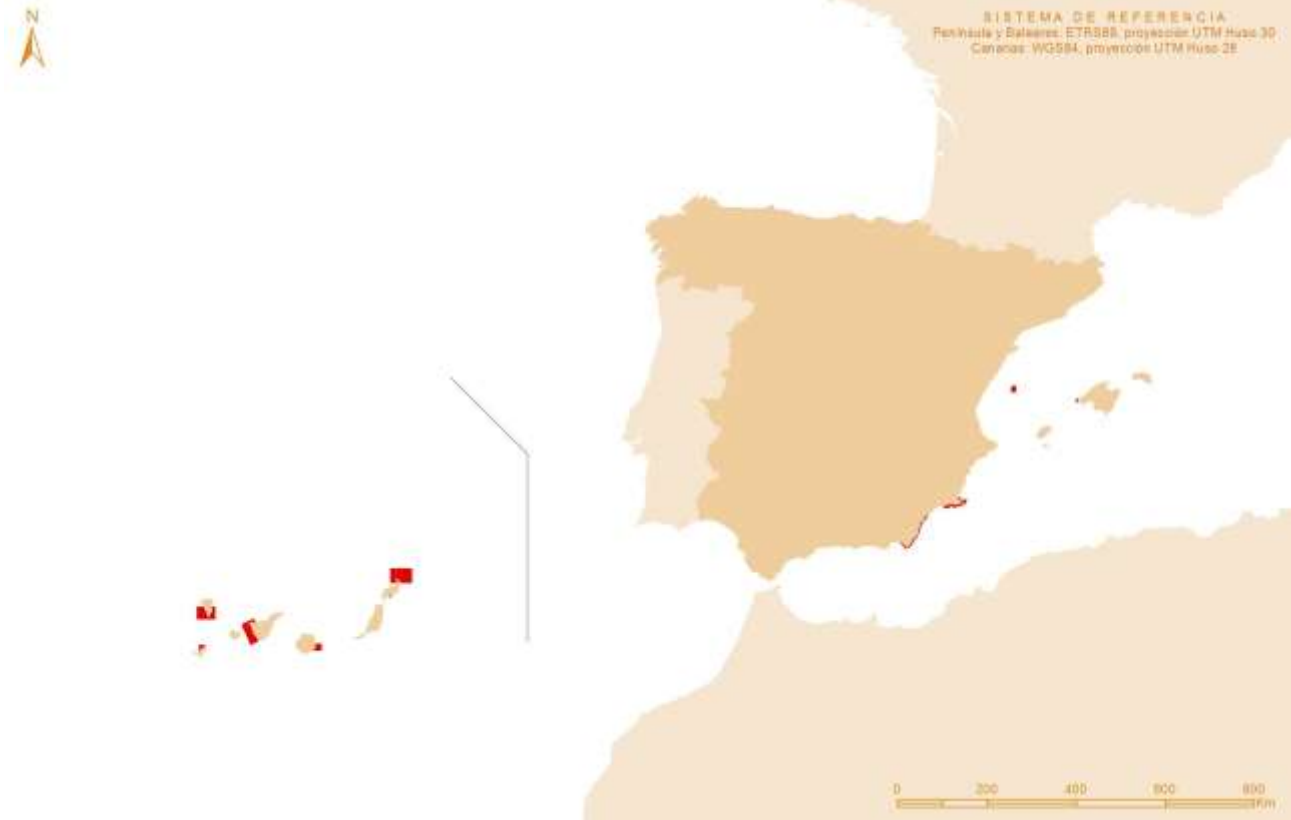 N
SISTEMA DE REFERENCIA
Península y Baleares: ETRS89, proyección UTM Huso 30
Canarias: WGS84, proyección UTM Huso 28
0 200 400 600 800
Km